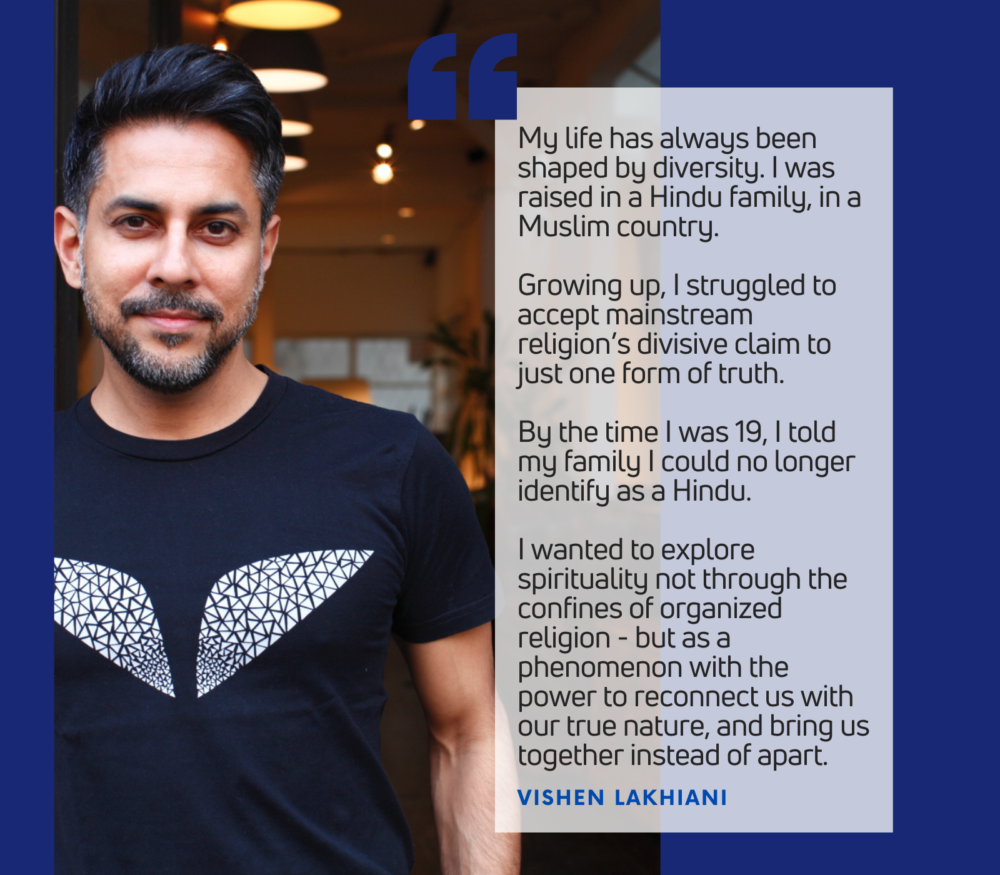 My life has always been
shaped by diversity. I was
raised in a Hindu family, in a
Muslim country.
Growing up, I struggled to
accept mainstream
religion’s divisive claim to
just one form of truth.
By the time I was 19, I told
my family I could no longer
identify as a Hindu.
I wanted to explore
spirituality not through the
confines of organized
religion - but as a
phenomenon with the
power to reconnect us with
our true nature, and bring us
together instead of apart.
VISHEN LAKHIANI